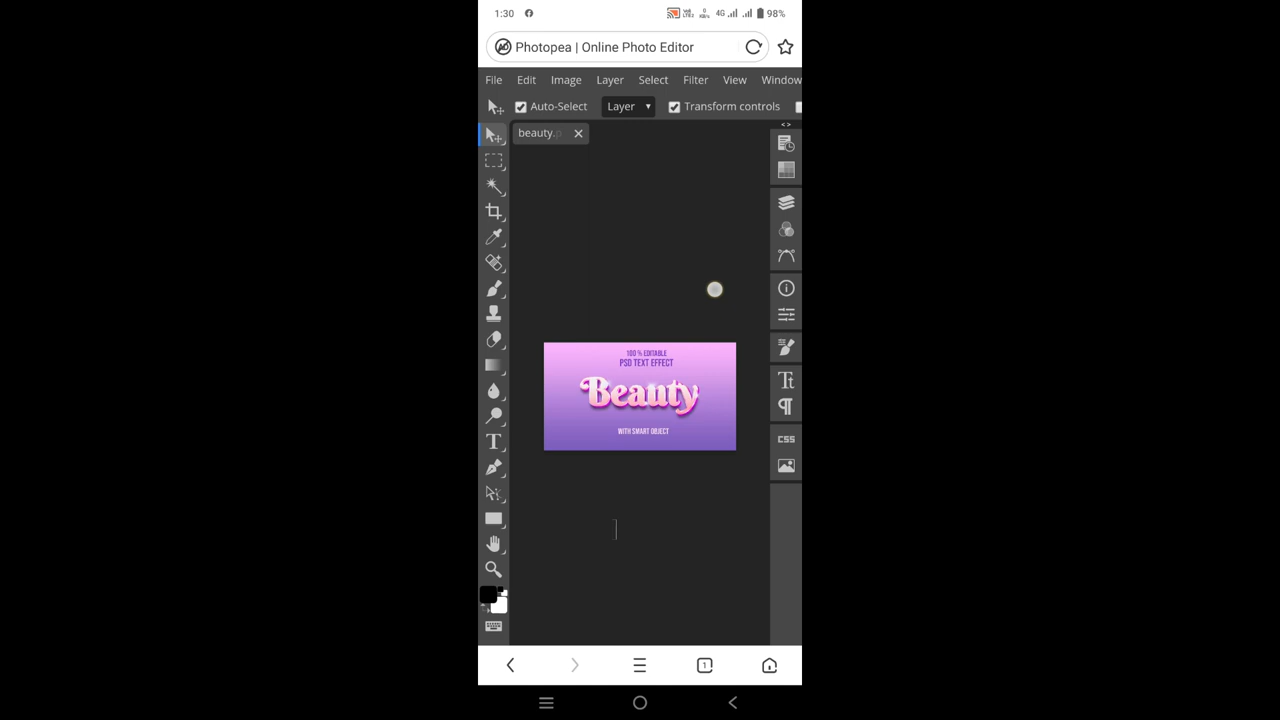 1:30
4G
98%
Photopea | Online Photo Editor
File Edit Image Layer Select Filter View Window
Auto-Select Layer Transform controls
beauty.p
100 % EDITABLE
PSD TEXT EFFECT
Beauty
WITH SMART OBJECT
CSS
1